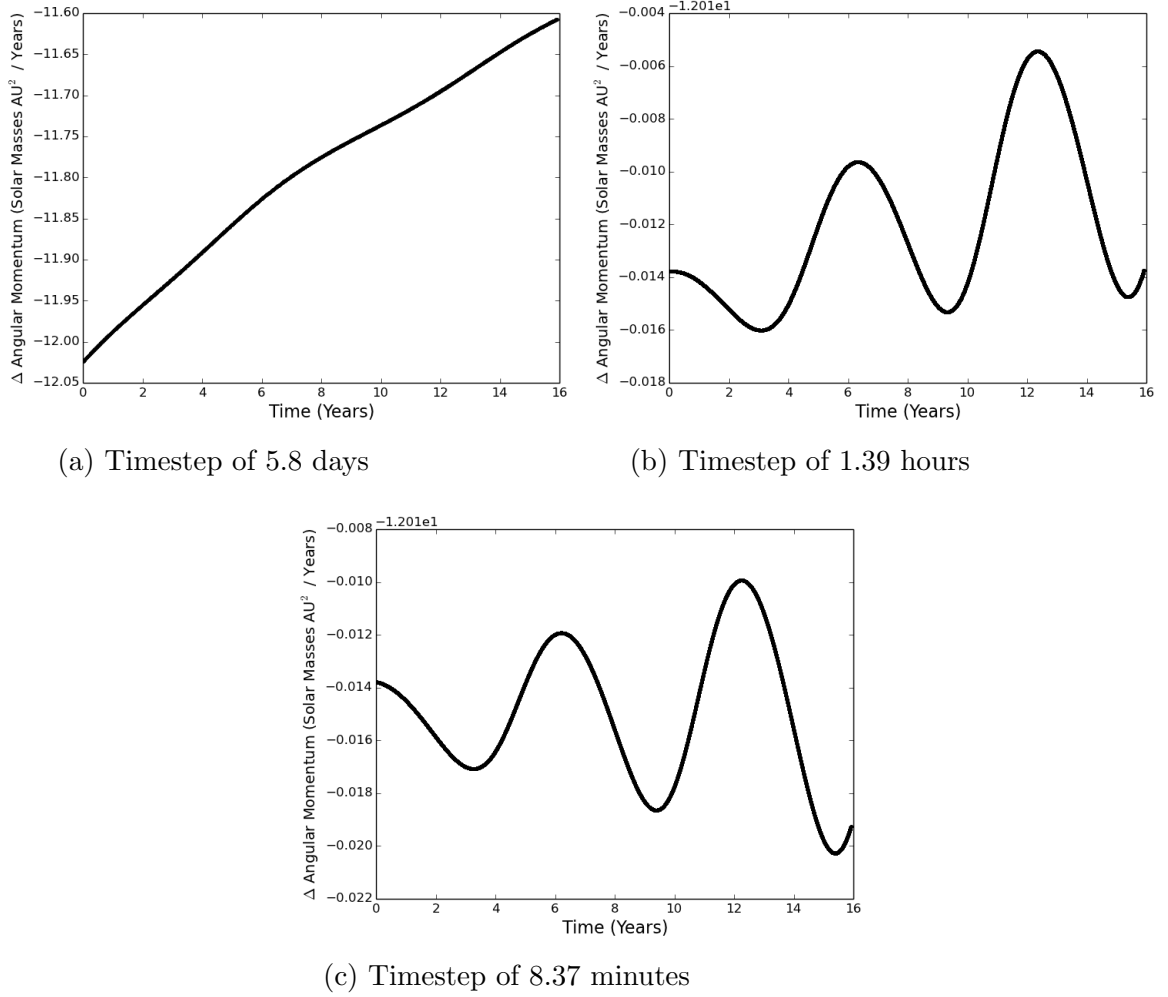 Δ Angular Momentum (Solar Masses AU² / Years)
−11.60
−11.65
−11.70
−11.75
−11.80
−11.85
−11.90
−11.95
−12.00
−12.05
0 2 4 6 8 10 12 14 16
Time (Years)
(a) Timestep of 5.8 days
Δ Angular Momentum (Solar Masses AU² / Years)
−1.201e1
−0.004
−0.006
−0.008
−0.010
−0.012
−0.014
−0.016
−0.018
0 2 4 6 8 10 12 14 16
Time (Years)
(b) Timestep of 1.39 hours
Δ Angular Momentum (Solar Masses AU² / Years)
−1.201e1
−0.008
−0.010
−0.012
−0.014
−0.016
−0.018
−0.020
−0.022
0 2 4 6 8 10 12 14 16
Time (Years)
(c) Timestep of 8.37 minutes